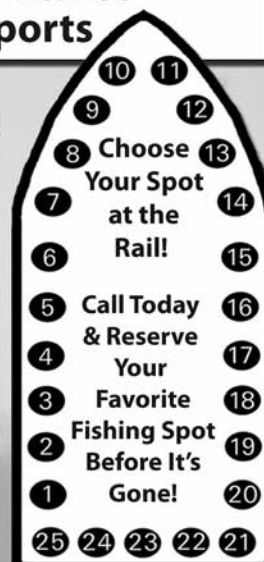 ports
10 11
9 12
8 Choose 13
Your Spot
7 at the 14
Rail!
6 15
5 Call Today 16
& Reserve
4 Your 17
3 Favorite 18
2 Fishing Spot 19
Before It's
1 Gone! 20
25 24 23 22 21